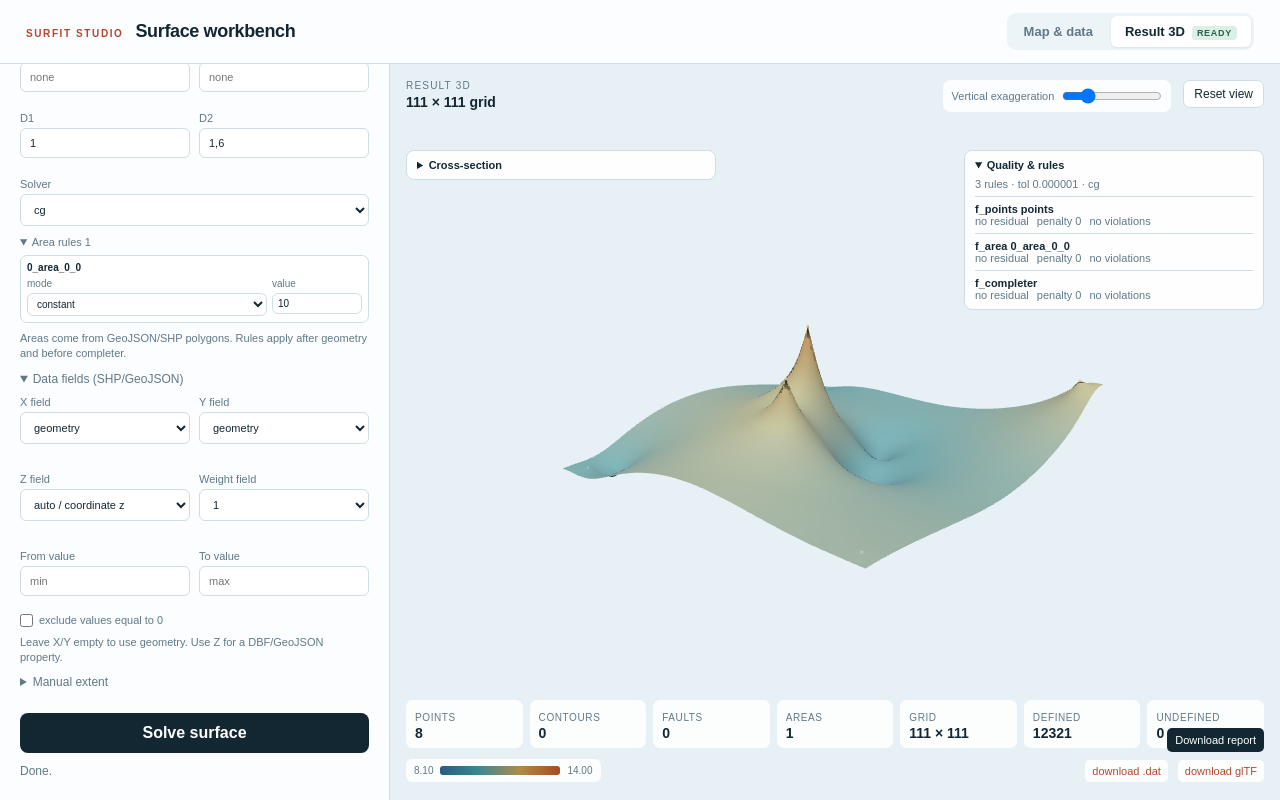 SURFIT STUDIO Surface workbench
Map & data
Result 3D READY
none none
D1 D2
1 1,6
Solver
cg
Area rules 1
0_area_0_0
mode value
constant 10
Areas come from GeoJSON/SHP polygons. Rules apply after geometry
and before completer.
Data fields (SHP/GeoJSON)
X field Y field
geometry geometry
Z field Weight field
auto / coordinate z 1
From value To value
min max
exclude values equal to 0
Leave X/Y empty to use geometry. Use Z for a DBF/GeoJSON
property.
Manual extent
Solve surface
Done.
RESULT 3D
111 × 111 grid
Vertical exaggeration
Reset view
Cross-section
Quality & rules
3 rules · tol 0.000001 · cg
f_points points
no residual penalty 0 no violations
f_area 0_area_0_0
no residual penalty 0 no violations
f_completer
no residual penalty 0 no violations
POINTS CONTOURS FAULTS AREAS GRID DEFINED UNDEFINED
8 0 0 1 111 × 111 12321 0
Download report
8.10 14.00
download .dat download glTF